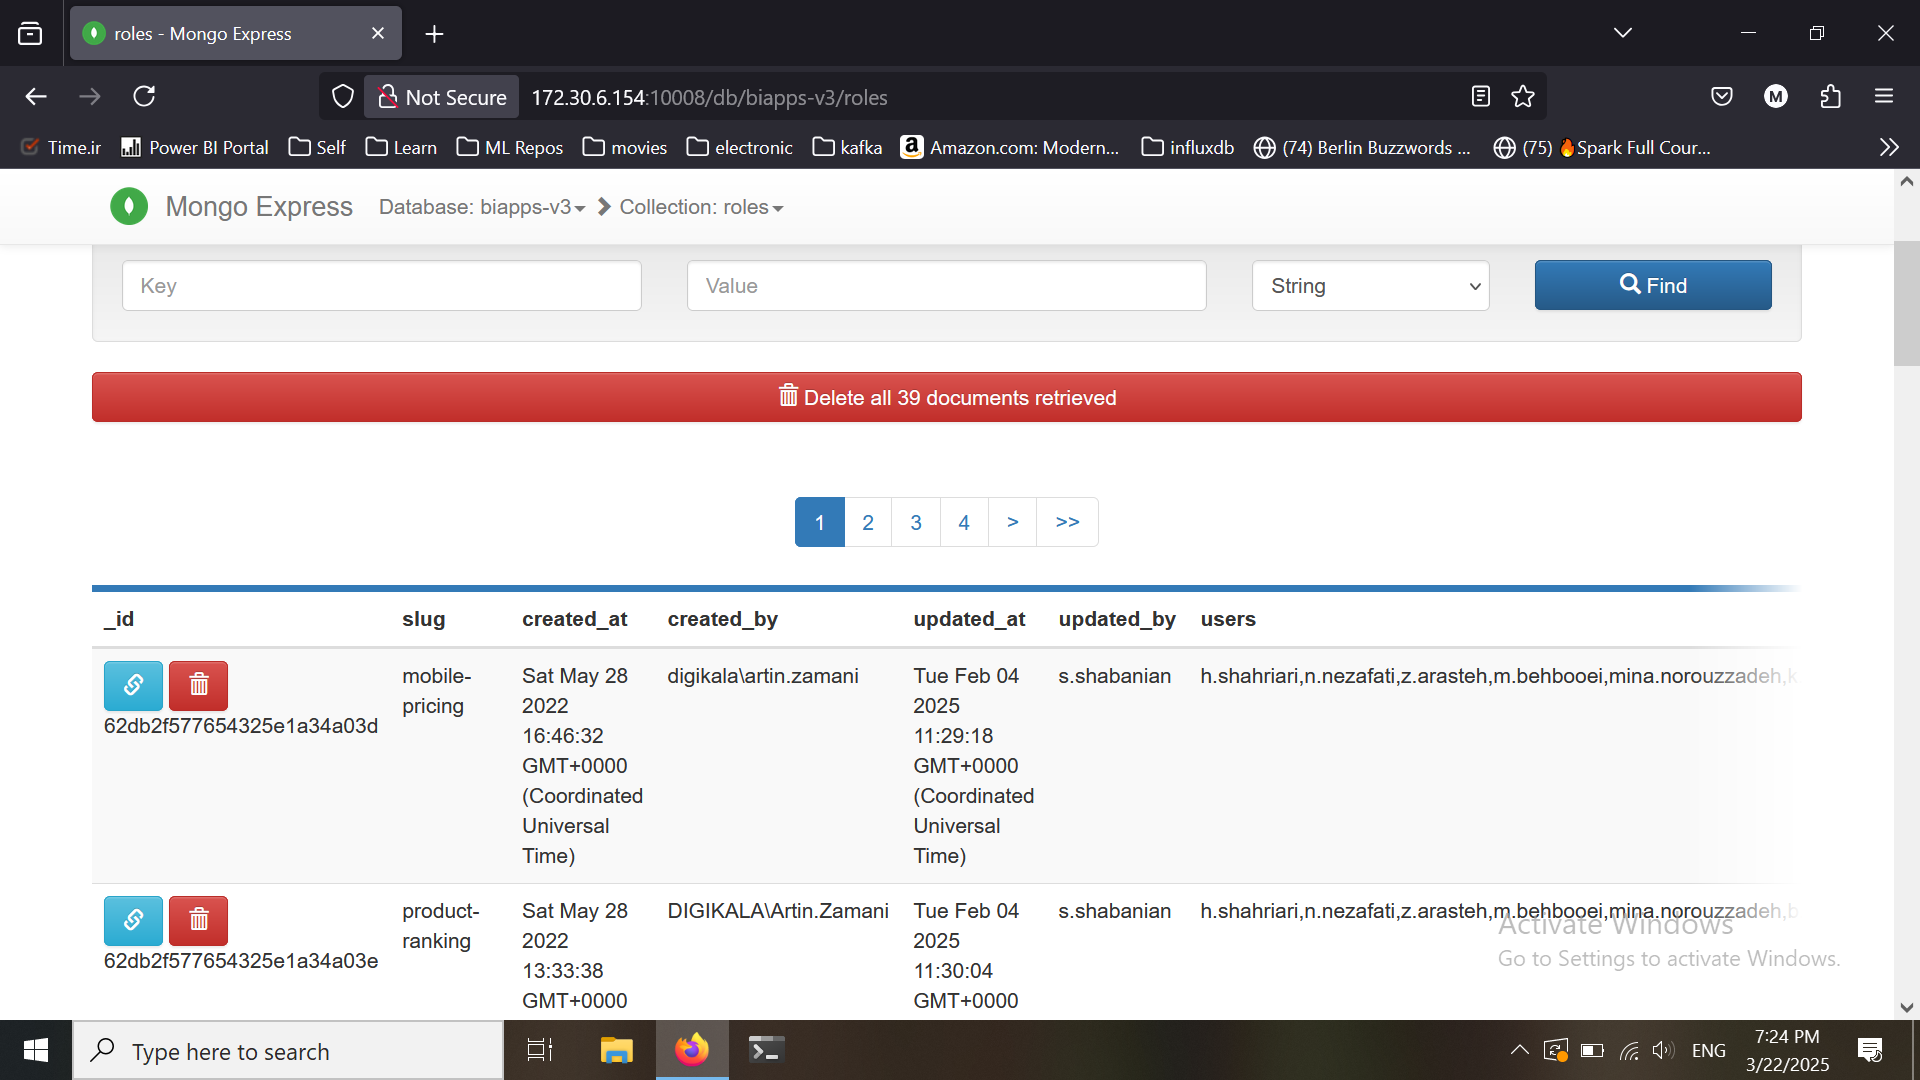 roles - Mongo Express
Not Secure 172.30.6.154:10008/db/biapps-v3/roles
M
Time.ir Power BI Portal Self Learn ML Repos movies electronic kafka Amazon.com: Modern... influxdb (74) Berlin Buzzwords ... (75) 🔥Spark Full Cour...
Mongo Express Database: biapps-v3 Collection: roles
Key Value String Find
Delete all 39 documents retrieved
1 2 3 4 > >>
_id slug created_at created_by updated_at updated_by users
mobile- Sat May 28 digikala\artin.zamani Tue Feb 04 s.shabanian h.shahriari,n.nezafati,z.arasteh,m.behbooei,mina.norouzzadeh,k
pricing 2022 2025
62db2f577654325e1a34a03d
16:46:32 11:29:18
GMT+0000 GMT+0000
(Coordinated (Coordinated
Universal Universal
Time) Time)
product- Sat May 28 DIGIKALA\Artin.Zamani Tue Feb 04 s.shabanian h.shahriari,n.nezafati,z.arasteh,m.behbooei,mina.norouzzadeh,b
ranking 2022 2025
62db2f577654325e1a34a03e
13:33:38 11:30:04
GMT+0000 GMT+0000
Activate Windows
Go to Settings to activate Windows.
Type here to search
ENG
7:24 PM
3/22/2025